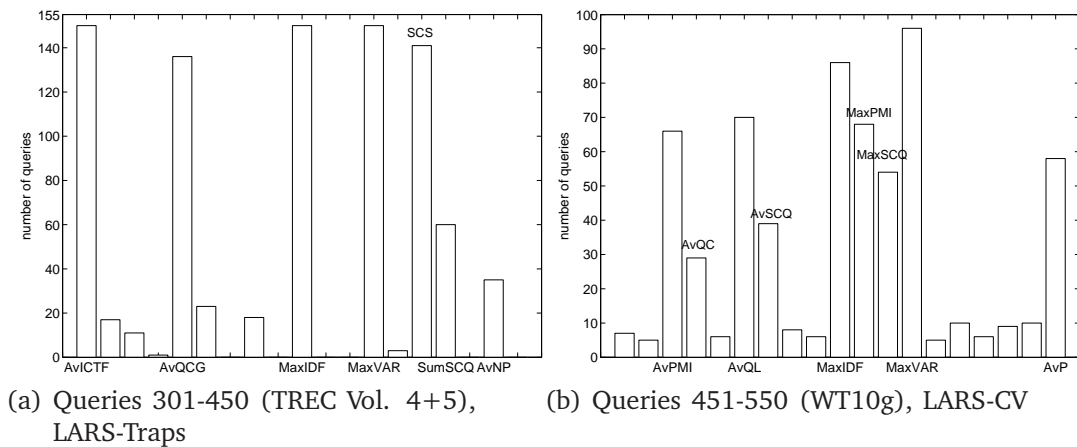 155
140
120
100
80
60
40
20
0
number of queries
SCS
AvICTF AvQCG MaxIDF MaxVAR SumSCQ AvNP
(a) Queries 301-450 (TREC Vol. 4+5),
LARS-Traps
100
90
80
70
60
50
40
30
20
10
0
number of queries
AvQC
AvSCQ
MaxPMI
MaxSCQ
AvPMI AvQL MaxIDF MaxVAR AvP
(b) Queries 451-550 (WT10g), LARS-CV